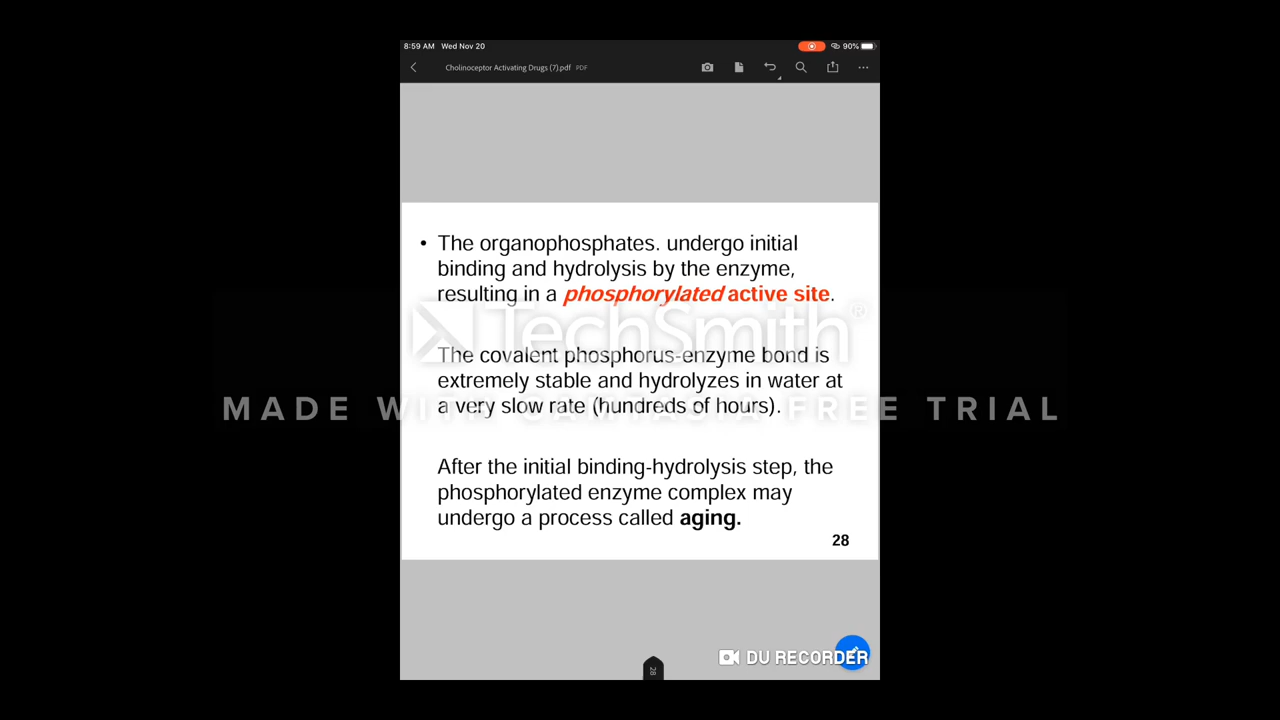 8:59 AM Wed Nov 20 90%
Cholinoceptor Activating Drugs (7).pdf PDF
• The organophosphates. undergo initial
binding and hydrolysis by the enzyme,
resulting in a phosphorylated active site.
TechSmith®
The covalent phosphorus-enzyme bond is
extremely stable and hydrolyzes in water at
a very slow rate (hundreds of hours).
MADE WITH CAMTASIA FREE TRIAL
After the initial binding-hydrolysis step, the
phosphorylated enzyme complex may
undergo a process called aging.
28
DU RECORDER
28